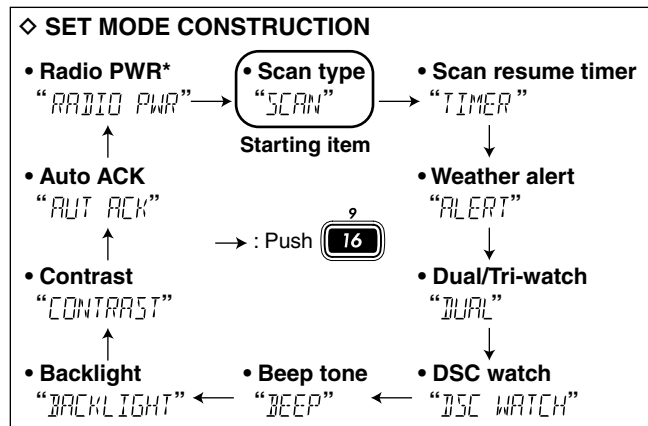 ◇ SET MODE CONSTRUCTION
• Radio PWR*
“RADIO PWR”
• Scan type
“SCAN”
Starting item
• Scan resume timer
“TIMER”
• Auto ACK
“AUT ACK”
→ : Push 9 16
• Weather alert
“ALERT”
• Contrast
“CONTRAST”
• Dual/Tri-watch
“DUAL”
• Backlight
“BACKLIGHT”
• Beep tone
“BEEP”
• DSC watch
“DSC WATCH”